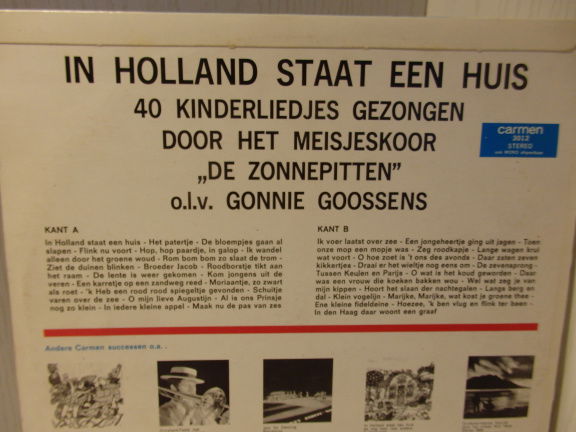 IN HOLLAND STAAT EEN HUIS
40 KINDERLIEDJES GEZONGEN
DOOR HET MEISJESKOOR
„DE ZONNEPITTEN”
o.l.v. GONNIE GOOSSENS
carmen
3012
STEREO
KANT A
In Holland staat een huis - Het patertje - De bloempjes gaan al
slapen - Flink nu voort - Hop, hop paardje, in galop - Ik wandel
alleen door het groene woud - Rom bom bom zo slaat de trom -
Ziet de duinen blinken - Broeder Jacob - Roodborstje tikt aan
het raam - De lente is weer gekomen - Kom jongens uit de
veren - Een karretje op een zandweg reed - Moriaantje, zo zwart
als roet - 'k Heb een rood rood spiegeltje gevonden - Schuitje
varen over de zee - O mijn lieve Augustijn - Al is ons Prinsje
nog zo klein - In iedere kleine appel - Maak nu de pas van zes
KANT B
Ik voer laatst over zee - Een jongeheertje ging uit jagen - Toen
onze mop een mopje was - Zeg roodkapje - Lange wagen krui
wat voort - O hoe zoet is 't ons des avonds - Daar zaten zeven
kikkertjes - Draai er het wieltje nog eens om - De zevensprong -
Tussen Keulen en Parijs - O wat is het koud geworden - Daar
was een vrouw die koeken bakken wou - Wel wat zeg je van
mijn kippen - Hoort het slaan der nachtegalen - Lange berg en
dal - Klein vogelijn - Marijke, Marijke, wat kost je groene thee -
Ene kleine fideldeine - Hoezee, 'k ben vlug en flink ter been -
In den Haag daar woont een graaf
Andere Carmen successen o.a. .